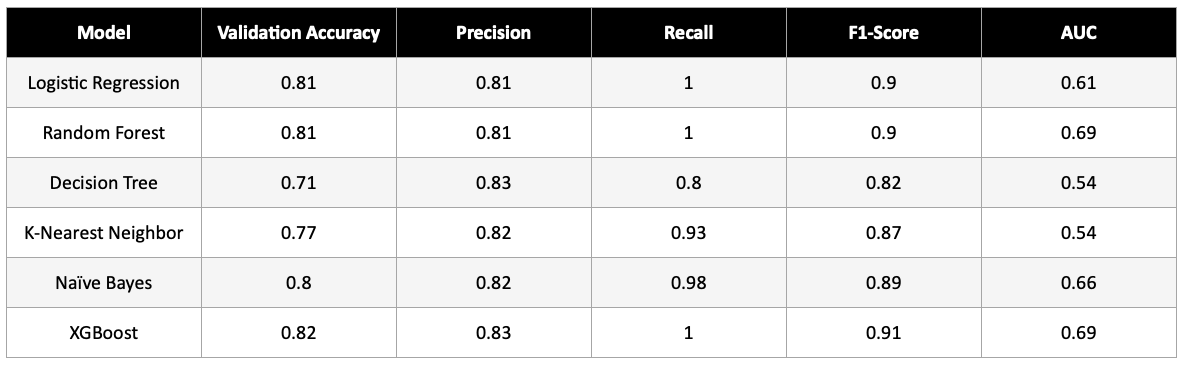 Model Validation Accuracy Precision Recall F1-Score AUC
Logistic Regression 0.81 0.81 1 0.9 0.61
Random Forest 0.81 0.81 1 0.9 0.69
Decision Tree 0.71 0.83 0.8 0.82 0.54
K-Nearest Neighbor 0.77 0.82 0.93 0.87 0.54
Naïve Bayes 0.8 0.82 0.98 0.89 0.66
XGBoost 0.82 0.83 1 0.91 0.69